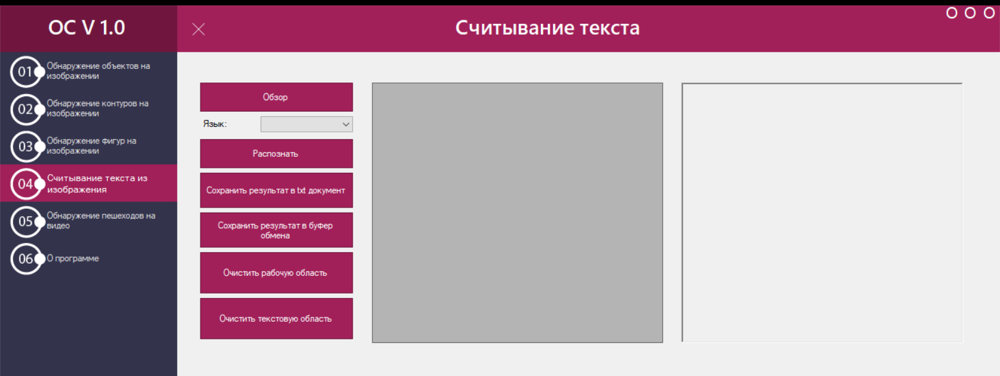 ОС V 1.0
Считывание текста
01
Обнаружение объектов на
изображении
02
Обнаружение контуров на
изображении
03
Обнаружение фигур на
изображении
04
Считывание текста из
изображения
05
Обнаружение пешеходов на
видео
06
О программе
Обзор
Язык:
Распознать
Сохранить результат в txt документ
Сохранить результат в буфер
обмена
Очистить рабочую область
Очистить текстовую область